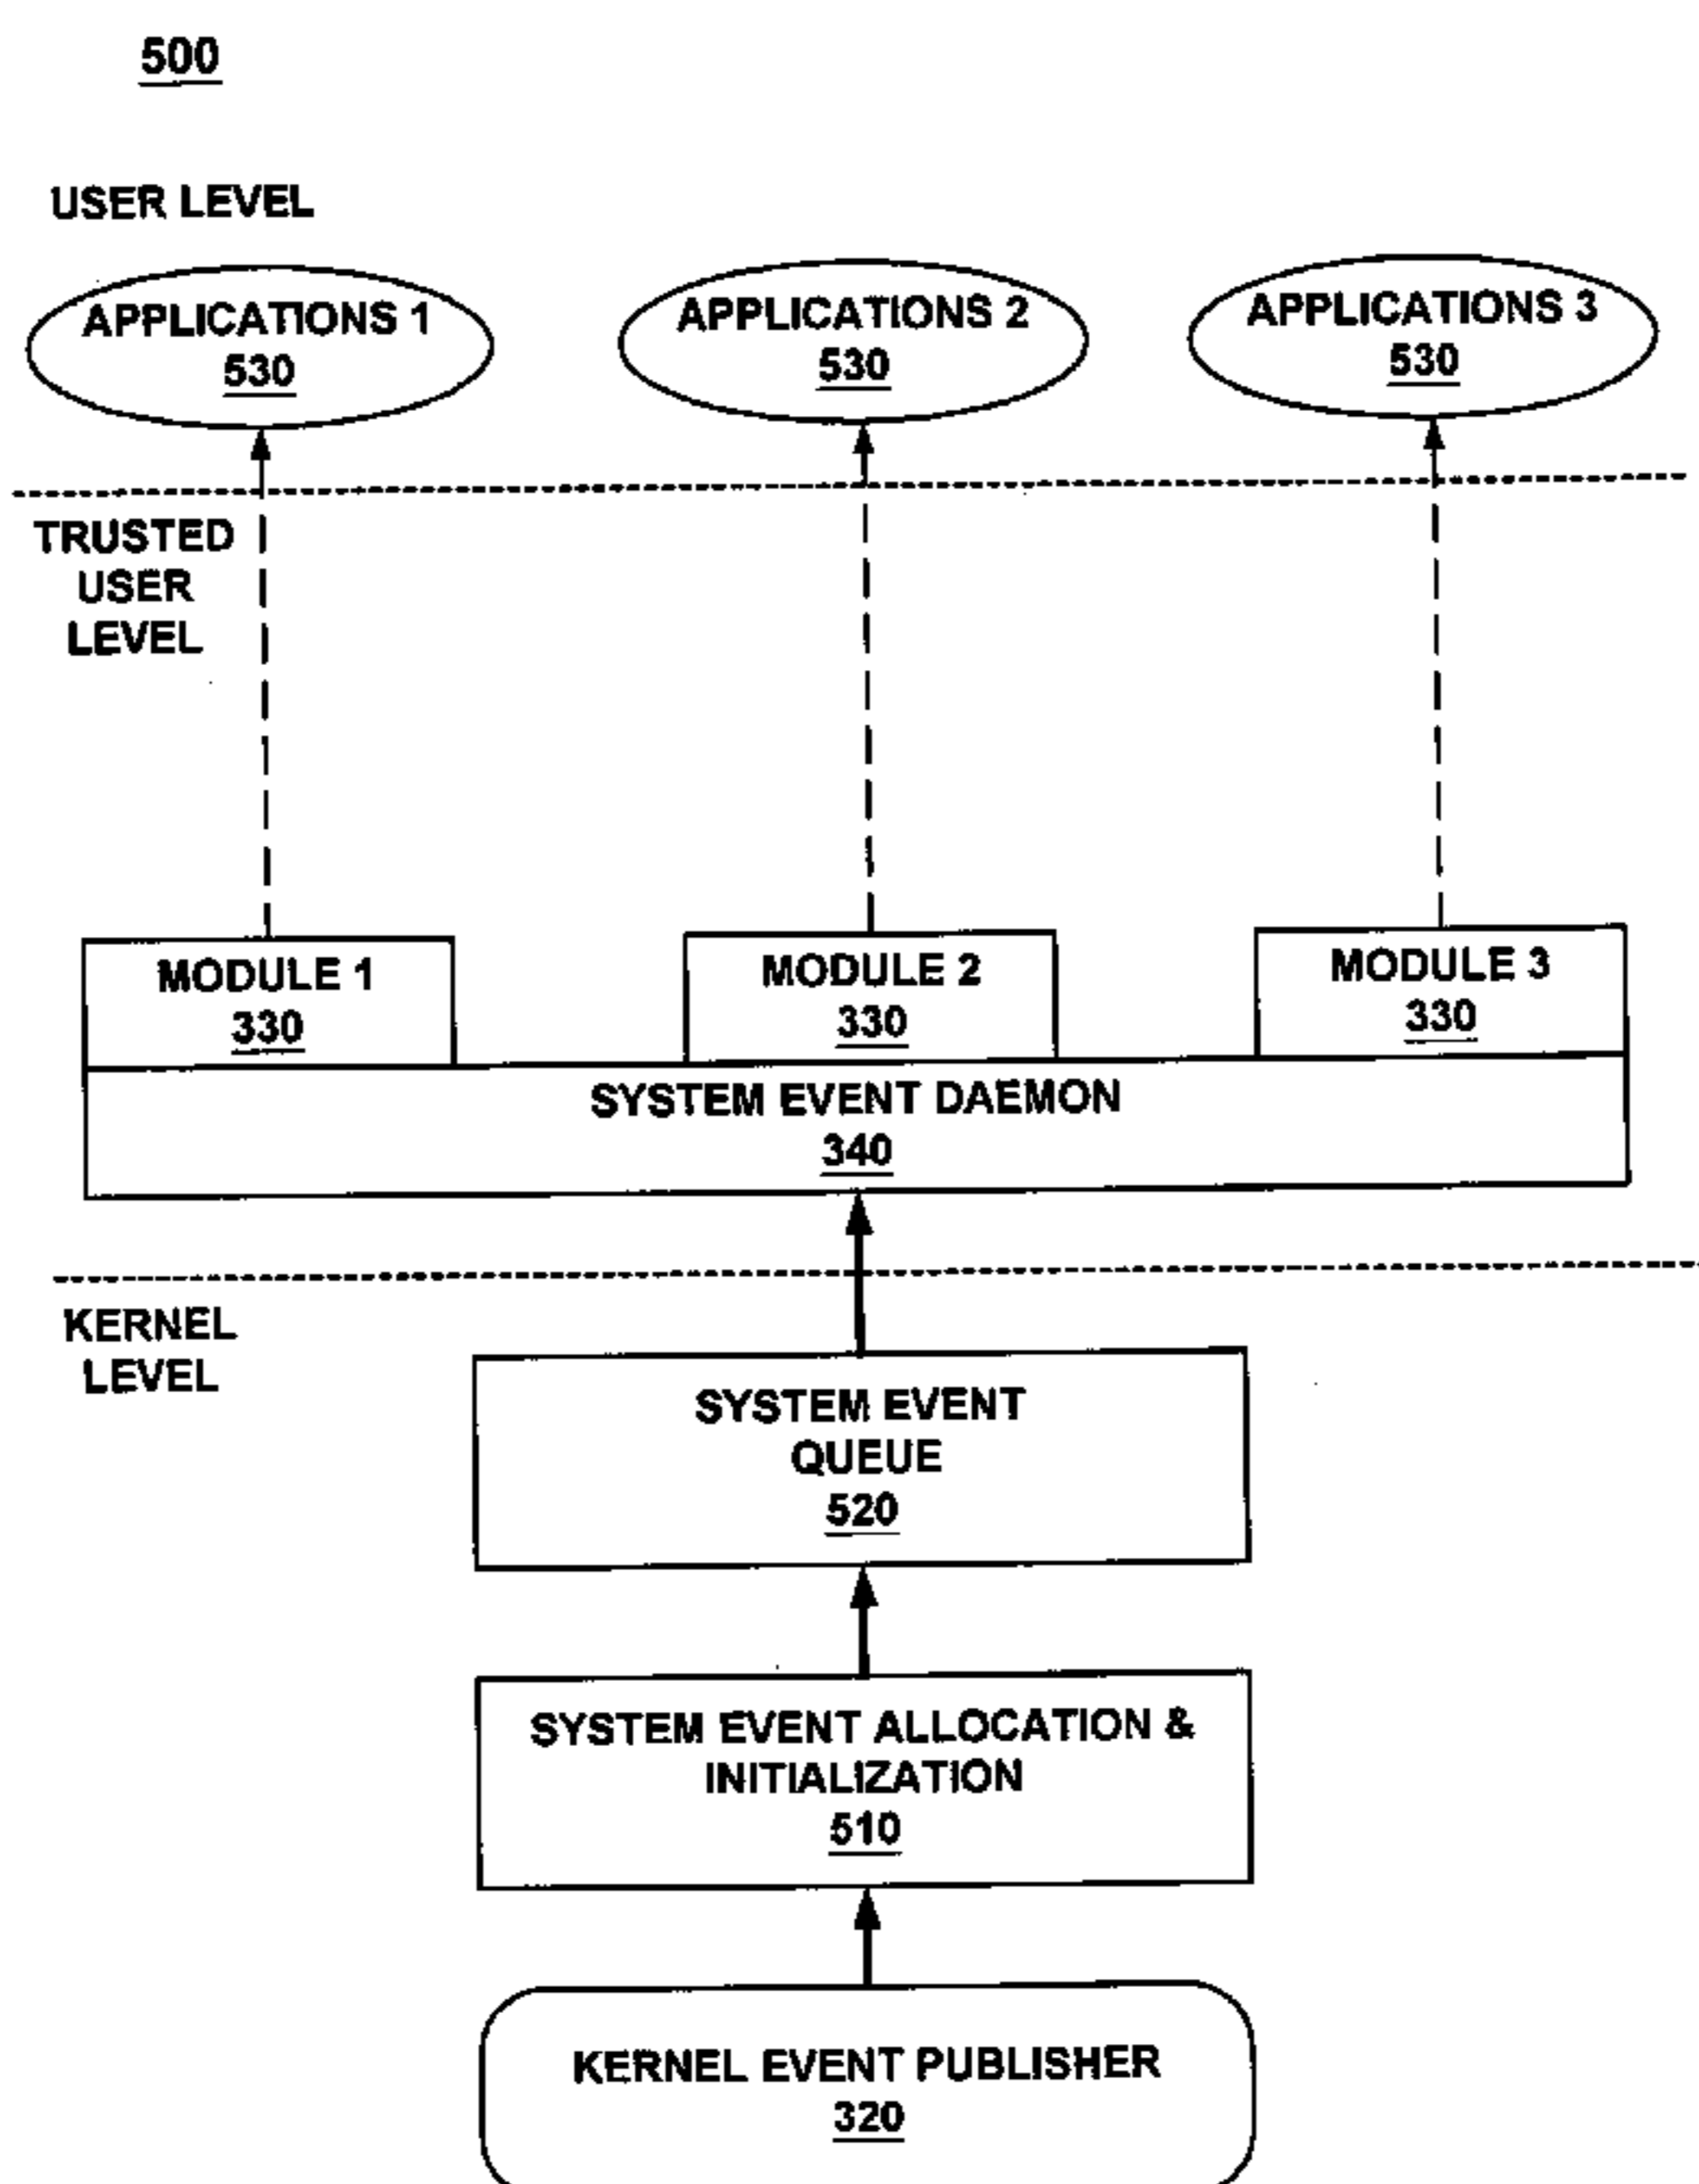 500
USER LEVEL
APPLICATIONS 1
530
APPLICATIONS 2
530
APPLICATIONS 3
530
TRUSTED
USER
LEVEL
MODULE 1
330
MODULE 2
330
MODULE 3
330
SYSTEM EVENT DAEMON
340
KERNEL
LEVEL
SYSTEM EVENT
QUEUE
520
SYSTEM EVENT ALLOCATION &
INITIALIZATION
510
KERNEL EVENT PUBLISHER
320